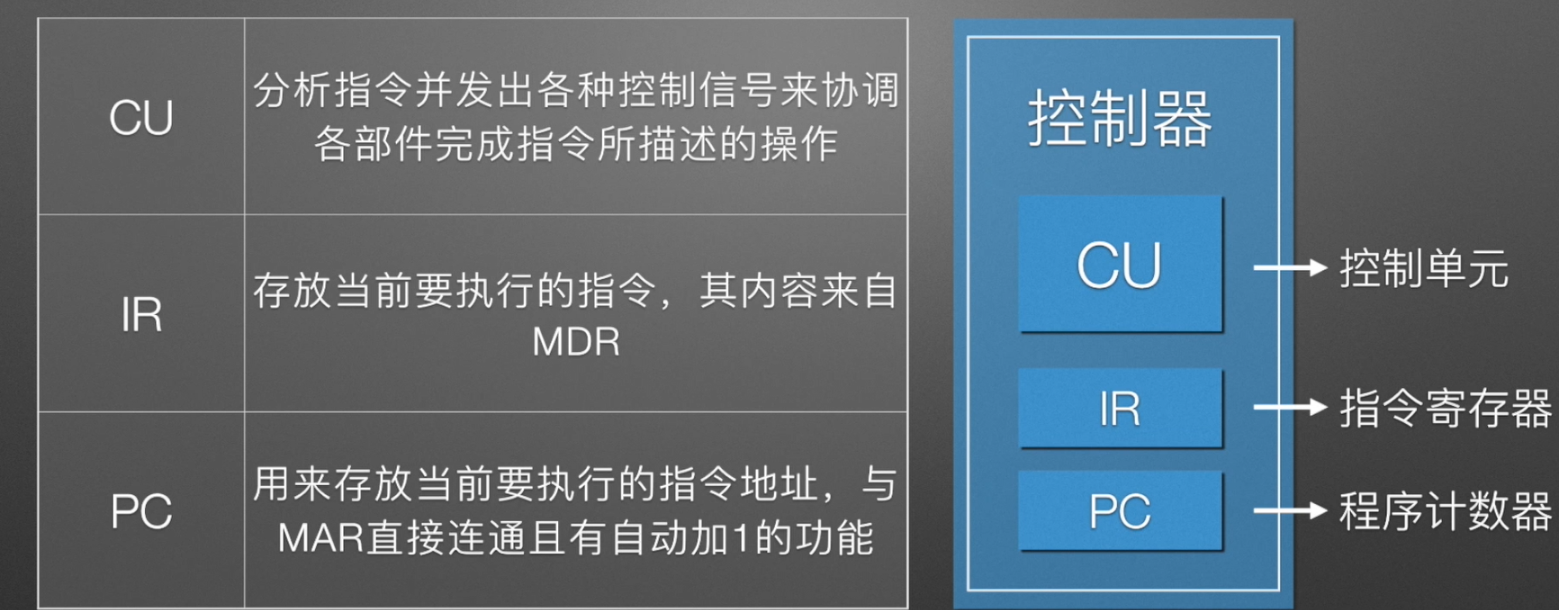 CU
分析指令并发出各种控制信号来协调
各部件完成指令所描述的操作
IR
存放当前要执行的指令，其内容来自
MDR
PC
用来存放当前要执行的指令地址，与
MAR直接连通且有自动加1的功能
控制器
CU
控制单元
IR
指令寄存器
PC
程序计数器